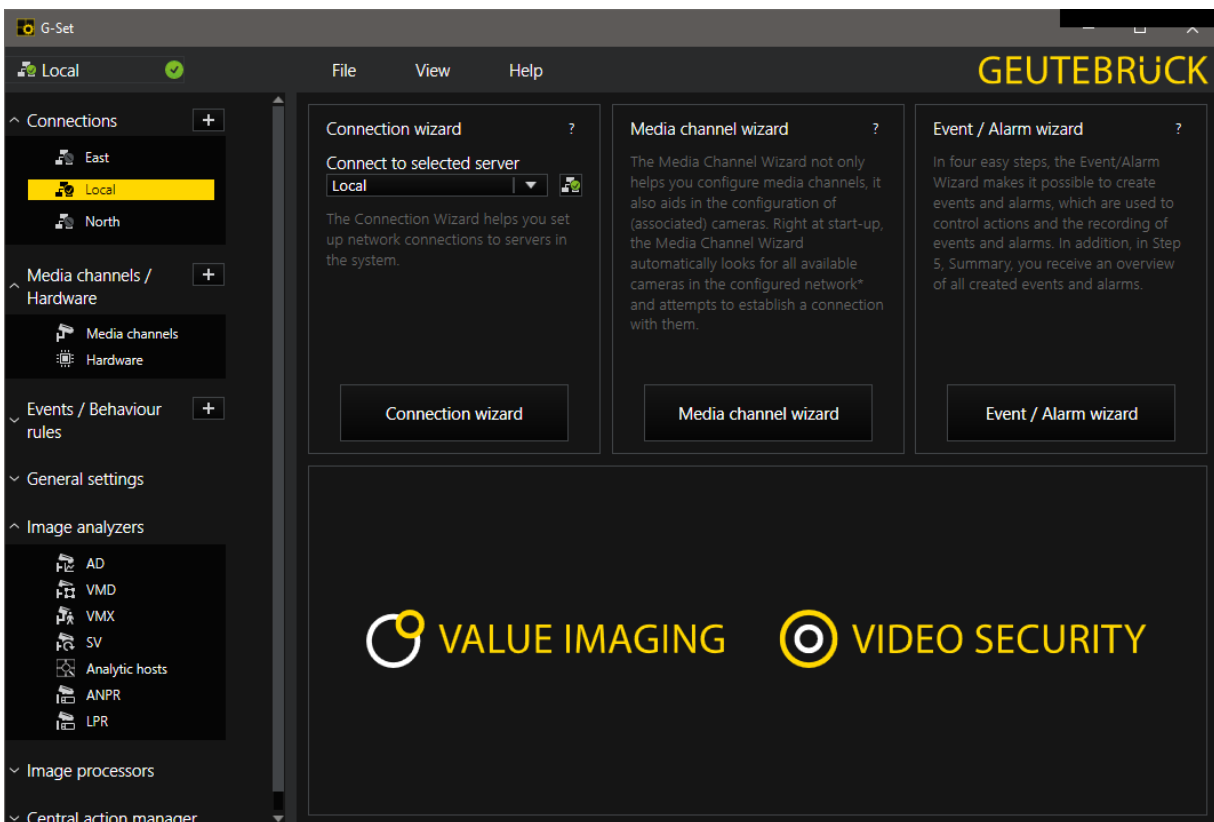 G-Set
Local
File View Help
GEUTEBRÜCK
Connections +
East
Local
North
Media channels / +
Hardware
Media channels
Hardware
Events / Behaviour +
rules
General settings
Image analyzers
AD
VMD
VMX
SV
Analytic hosts
ANPR
LPR
Image processors
Central action manager
Connection wizard ?
Connect to selected server
Local
The Connection Wizard helps you set
up network connections to servers in
the system.
Connection wizard
Media channel wizard ?
The Media Channel Wizard not only
helps you configure media channels, it
also aids in the configuration of
(associated) cameras. Right at start-up,
the Media Channel Wizard
automatically looks for all available
cameras in the configured network*
and attempts to establish a connection
with them.
Media channel wizard
Event / Alarm wizard ?
In four easy steps, the Event/Alarm
Wizard makes it possible to create
events and alarms, which are used to
control actions and the recording of
events and alarms. In addition, in Step
5, Summary, you receive an overview
of all created events and alarms.
Event / Alarm wizard
VALUE IMAGING
VIDEO SECURITY